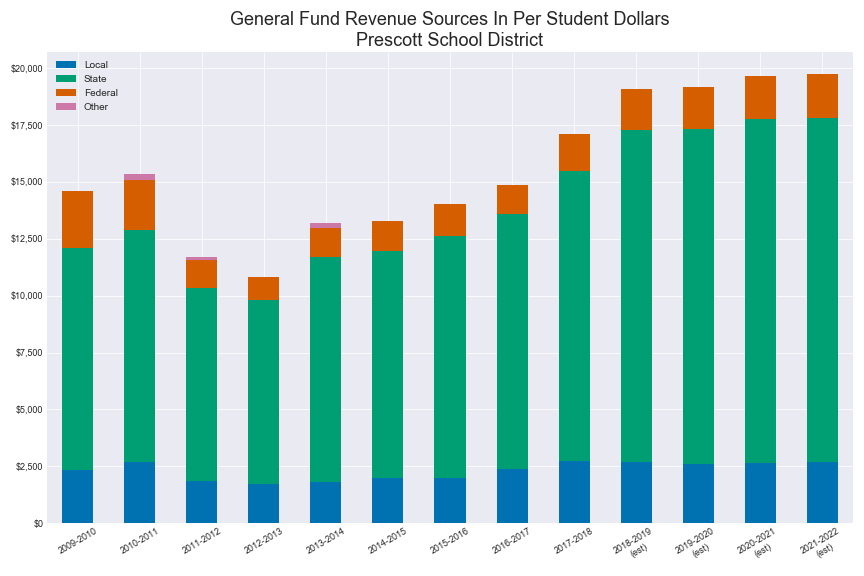 General Fund Revenue Sources In Per Student Dollars
Prescott School District
Local
State
Federal
Other
$20,000
$17,500
$15,000
$12,500
$10,000
$7,500
$5,000
$2,500
$0
2009-2010
2010-2011
2011-2012
2012-2013
2013-2014
2014-2015
2015-2016
2016-2017
2017-2018
2018-2019
(est)
2019-2020
(est)
2020-2021
(est)
2021-2022
(est)